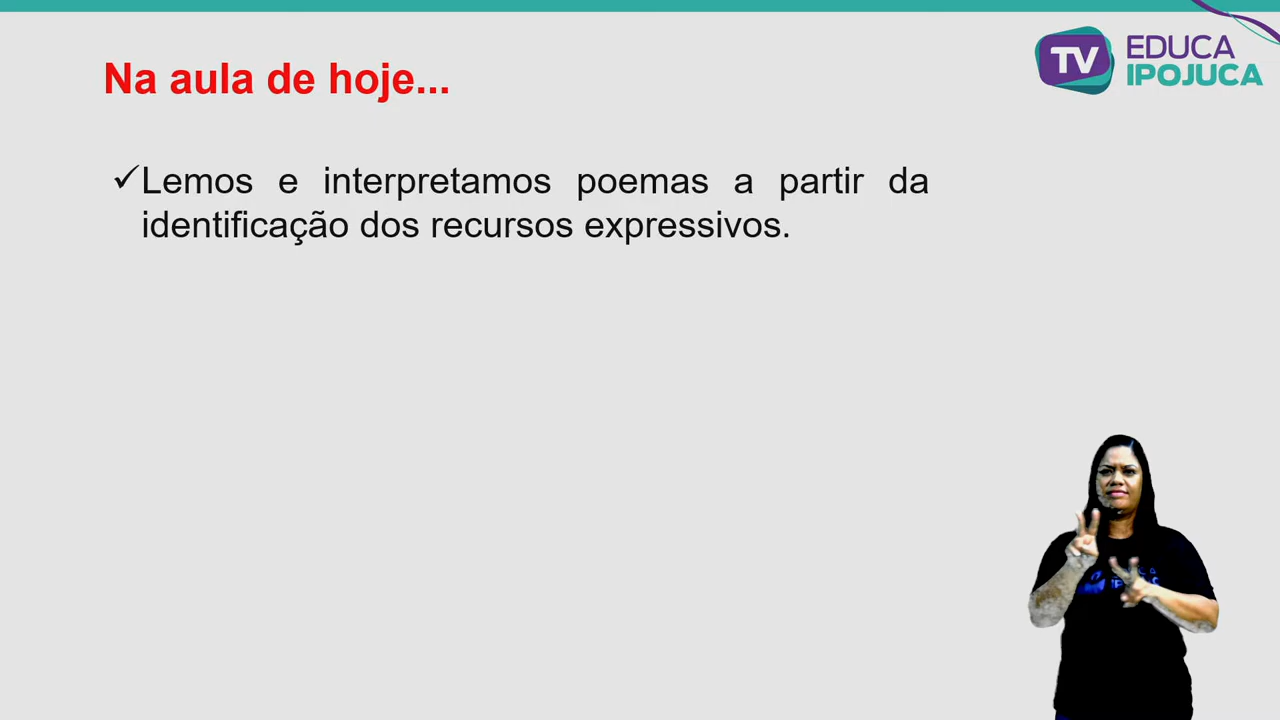 Na aula de hoje...
TV EDUCA
IPOJUCA
✓Lemos e interpretamos poemas a partir da
identificação dos recursos expressivos.